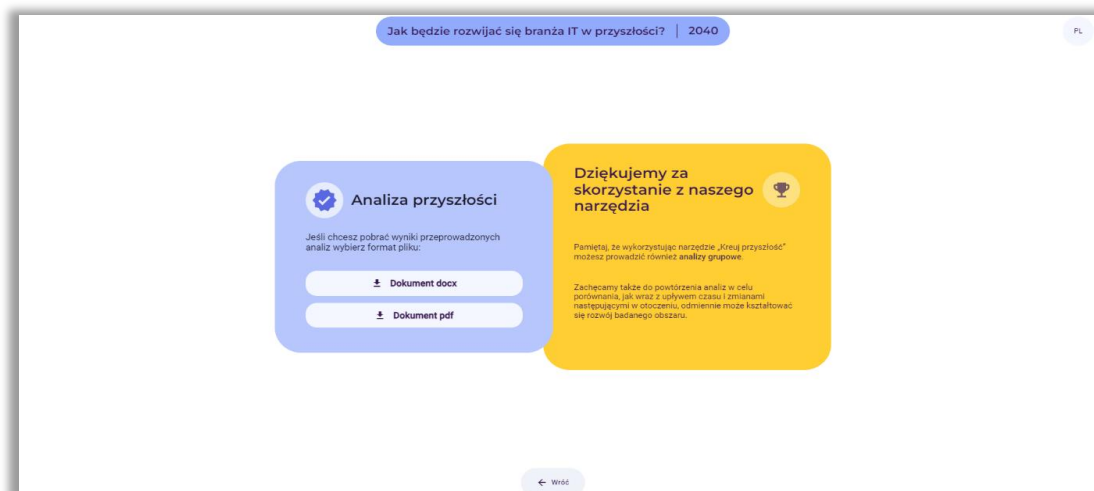 Jak będzie rozwijać się branża IT w przyszłości? | 2040
PL
Analiza przyszłości
Jeśli chcesz pobrać wyniki przeprowadzonych
analiz wybierz format pliku:
Dokument docx
Dokument pdf
Dziękujemy za
skorzystanie z naszego
narzędzia
Pamiętaj, że wykorzystując narzędzie „Kreuj przyszłość”
możesz prowadzić również analizy grupowe.
Zachęcamy także do powtórzenia analiz w celu
porównania, jak wraz z upływem czasu i zmianami
następującymi w otoczeniu, odmiennie może kształtować
się rozwój badanego obszaru.
Wróć